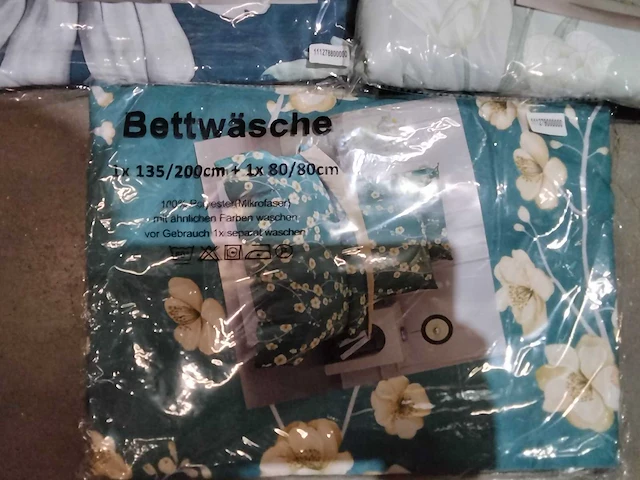 Bettwäsche
1x 135/200cm + 1x 80/80cm
100% Polyester(Mikrofaser)
mit ähnlichen Farben waschen
vor Gebrauch 1x separat waschen